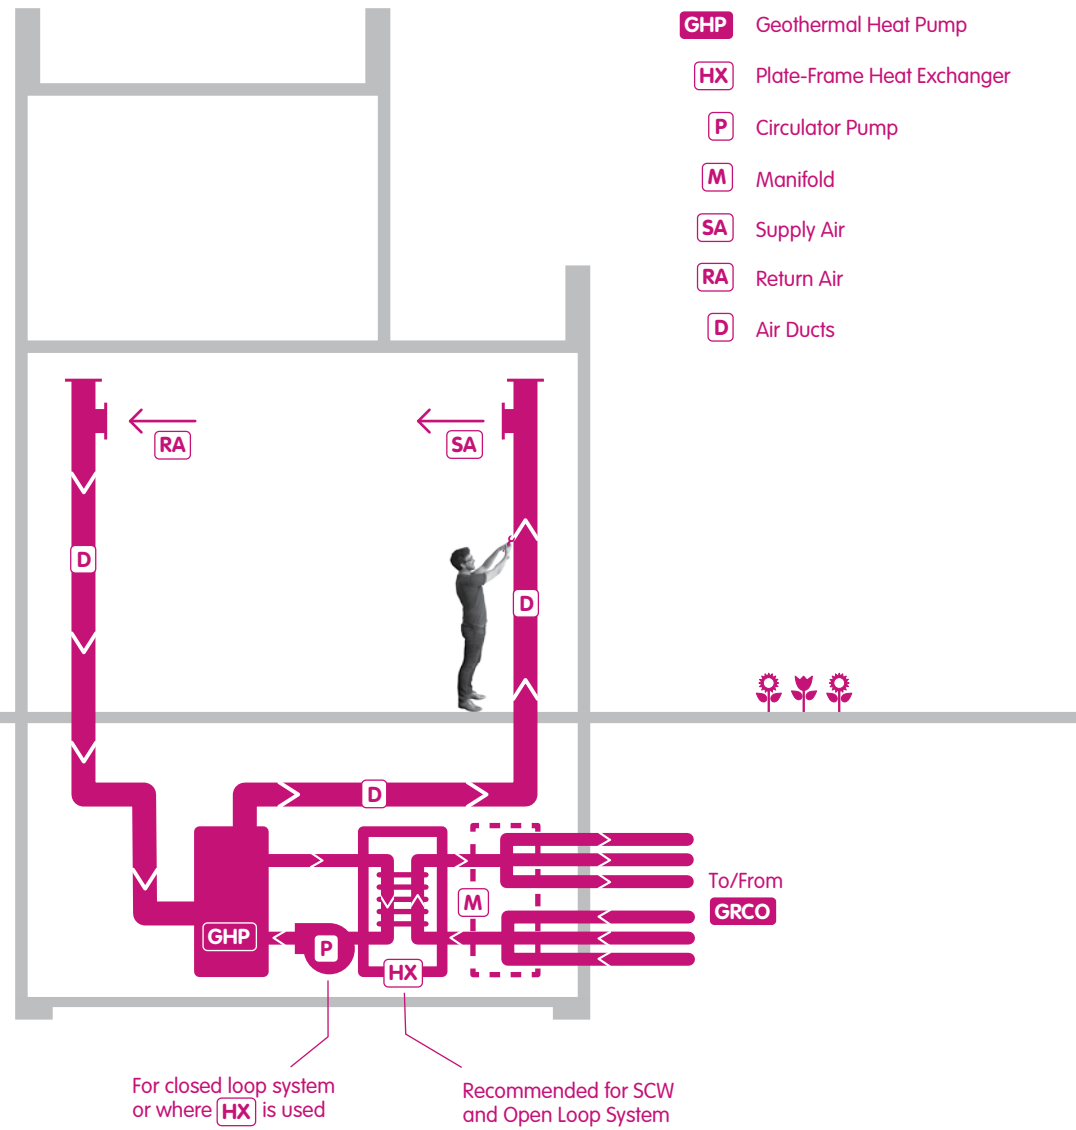 GHP Geothermal Heat Pump
HX Plate-Frame Heat Exchanger
P Circulator Pump
M Manifold
SA Supply Air
RA Return Air
D Air Ducts
RA
SA
D
D
D
To/From
GRCO
M
GHP
P
HX
For closed loop system
or where HX is used
Recommended for SCW
and Open Loop System